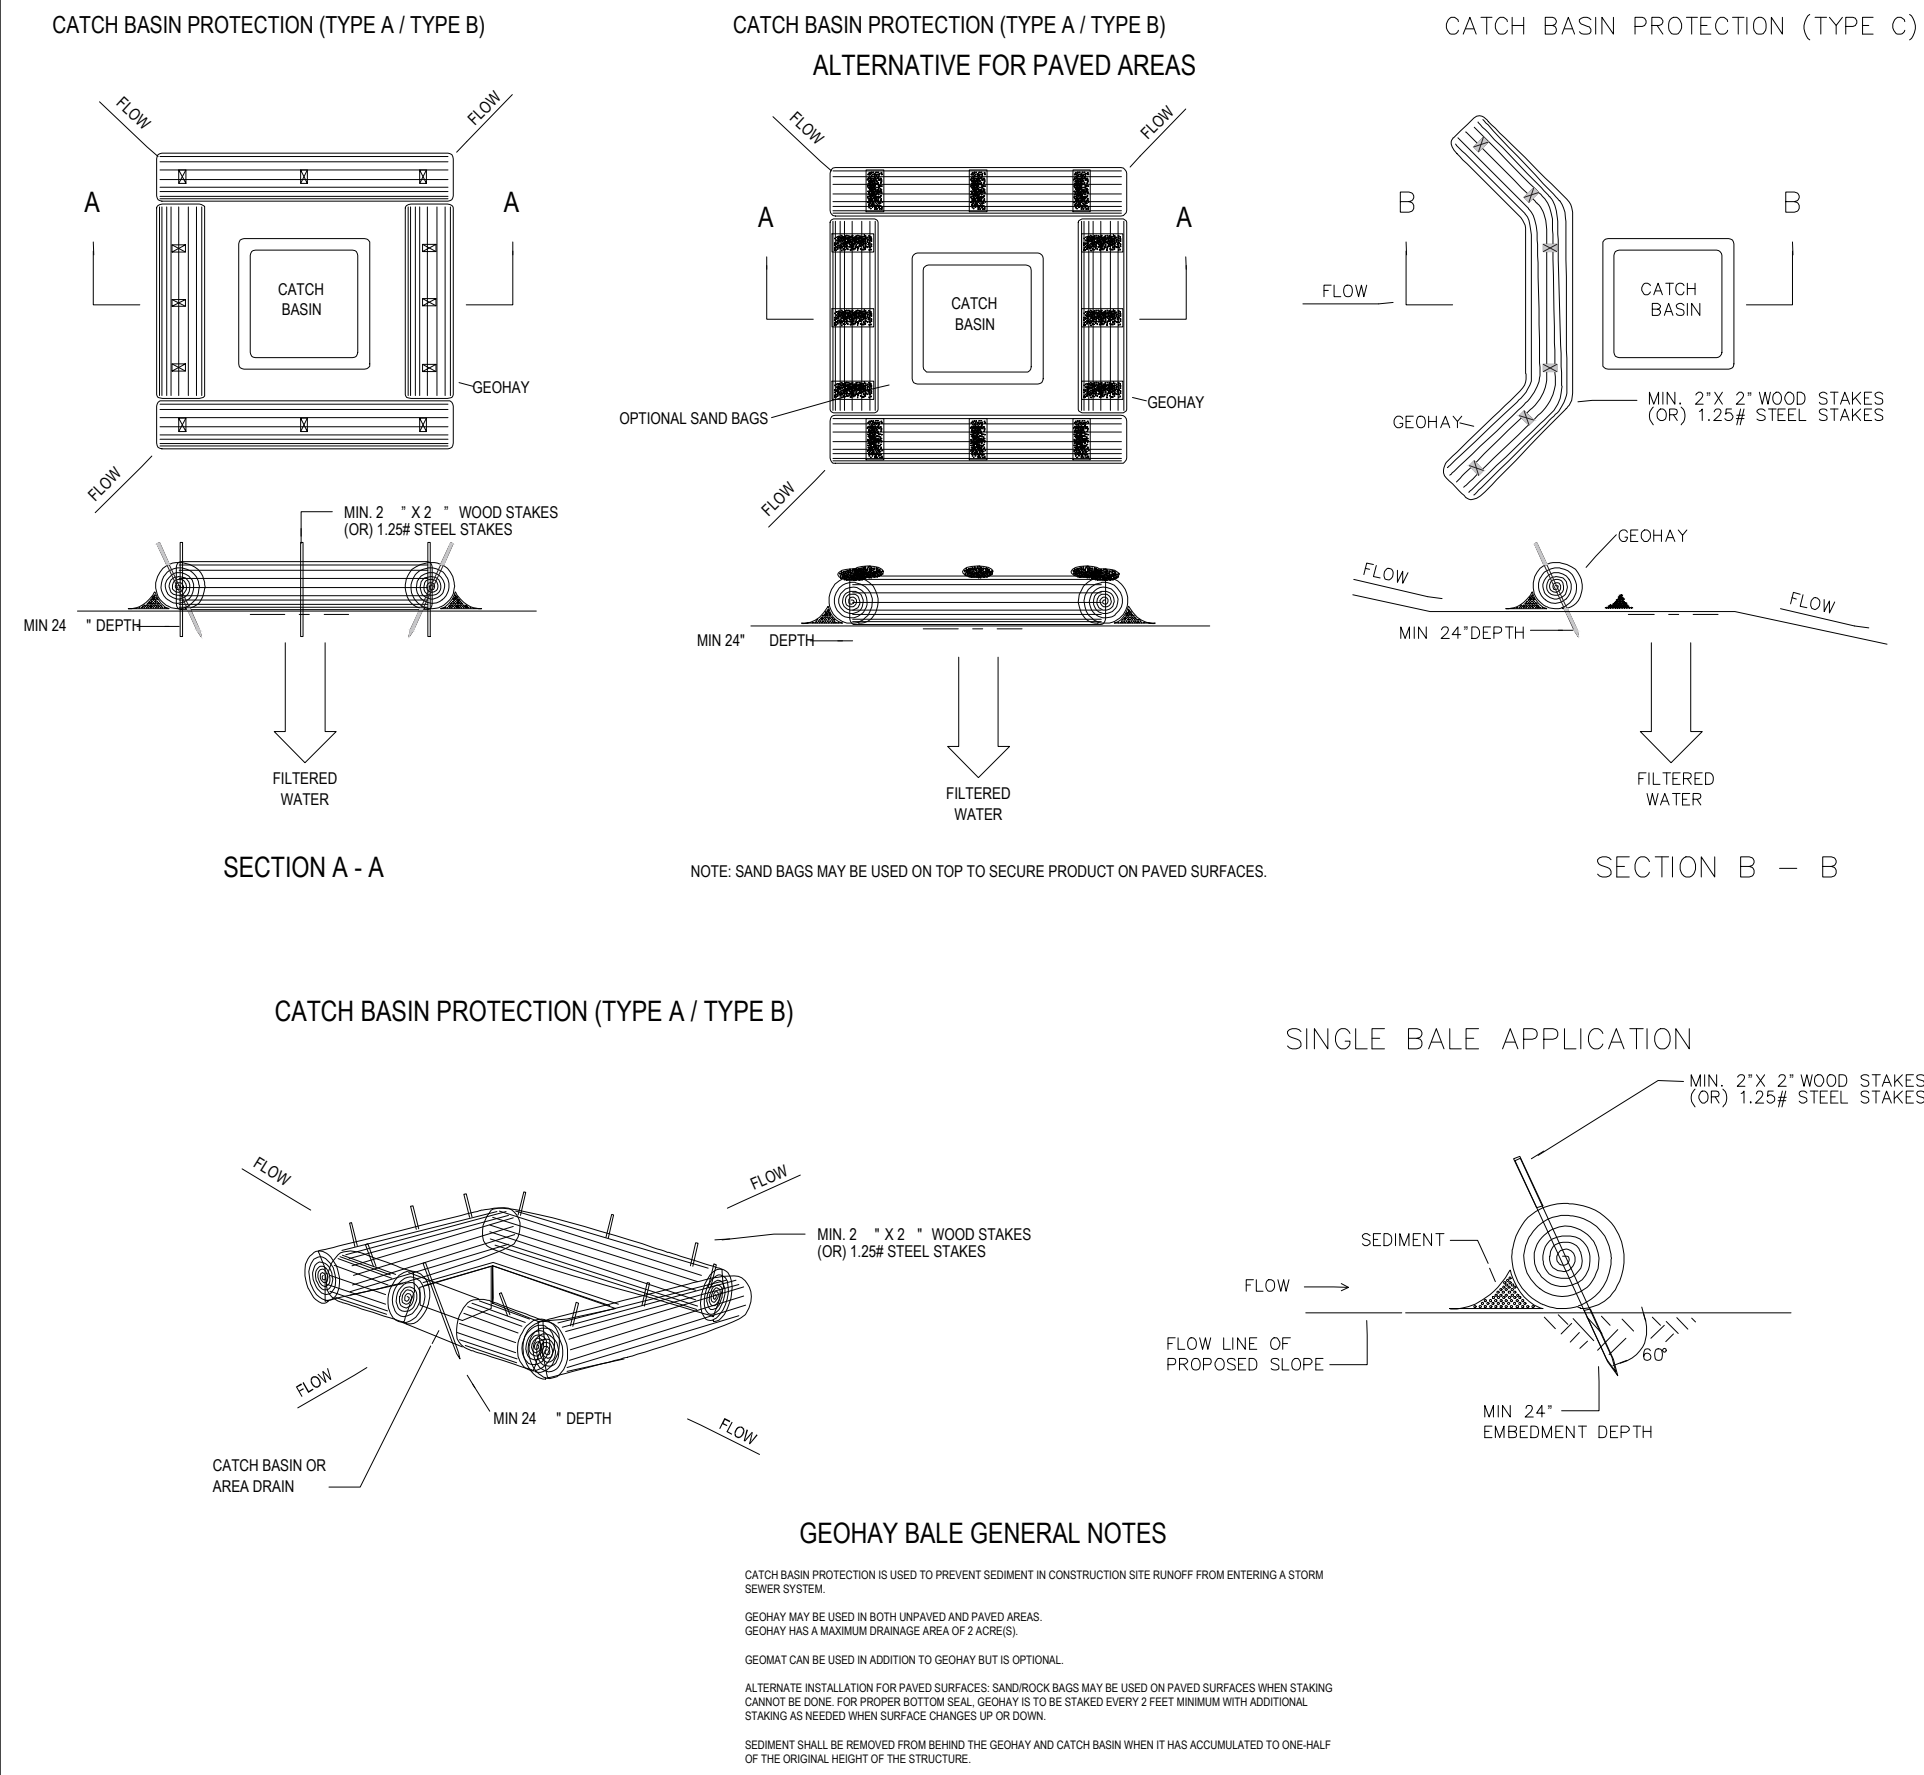 CATCH BASIN PROTECTION (TYPE A / TYPE B)
FLOW
FLOW
A
A
CATCH
BASIN
GEOHAY
FLOW
MIN. 2 " X 2 " WOOD STAKES
(OR) 1.25# STEEL STAKES
MIN 24 " DEPTH
FILTERED
WATER
SECTION A - A
CATCH BASIN PROTECTION (TYPE A / TYPE B)
ALTERNATIVE FOR PAVED AREAS
FLOW
FLOW
A
A
CATCH
BASIN
OPTIONAL SAND BAGS
GEOHAY
FLOW
MIN 24" DEPTH
FILTERED
WATER
NOTE: SAND BAGS MAY BE USED ON TOP TO SECURE PRODUCT ON PAVED SURFACES.
CATCH BASIN PROTECTION (TYPE C)
B
B
FLOW
CATCH
BASIN
MIN. 2"X 2" WOOD STAKES
(OR) 1.25# STEEL STAKES
GEOHAY
GEOHAY
FLOW
FLOW
MIN 24"DEPTH
FILTERED
WATER
SECTION B - B
CATCH BASIN PROTECTION (TYPE A / TYPE B)
FLOW
FLOW
MIN. 2 " X 2 " WOOD STAKES
(OR) 1.25# STEEL STAKES
FLOW
MIN 24 " DEPTH
FLOW
CATCH BASIN OR
AREA DRAIN
SINGLE BALE APPLICATION
MIN. 2"X 2" WOOD STAKES
(OR) 1.25# STEEL STAKES
SEDIMENT
FLOW
FLOW LINE OF
PROPOSED SLOPE
60°
MIN 24"
EMBEDMENT DEPTH
GEOHAY BALE GENERAL NOTES
CATCH BASIN PROTECTION IS USED TO PREVENT SEDIMENT IN CONSTRUCTION SITE RUNOFF FROM ENTERING A STORM
SEWER SYSTEM.
GEOHAY MAY BE USED IN BOTH UNPAVED AND PAVED AREAS.
GEOHAY HAS A MAXIMUM DRAINAGE AREA OF 2 ACRE(S).
GEOMAT CAN BE USED IN ADDITION TO GEOHAY BUT IS OPTIONAL.
ALTERNATE INSTALLATION FOR PAVED SURFACES: SAND/ROCK BAGS MAY BE USED ON PAVED SURFACES WHEN STAKING
CANNOT BE DONE. FOR PROPER BOTTOM SEAL, GEOHAY IS TO BE STAKED EVERY 2 FEET MINIMUM WITH ADDITIONAL
STAKING AS NEEDED WHEN SURFACE CHANGES UP OR DOWN.
SEDIMENT SHALL BE REMOVED FROM BEHIND THE GEOHAY AND CATCH BASIN WHEN IT HAS ACCUMULATED TO ONE-HALF
OF THE ORIGINAL HEIGHT OF THE STRUCTURE.